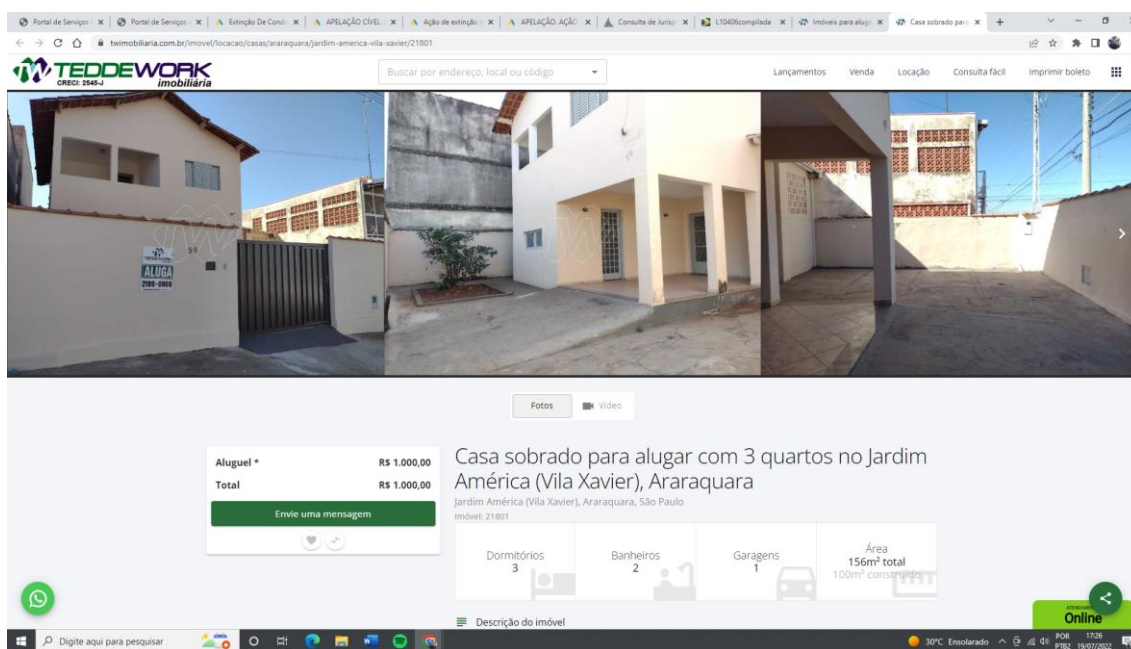 Portal de Serviços
Portal de Serviços
Extinção De Cond
APELAÇÃO CÍVEL
Ação de extinção
APELAÇÃO. AÇÃO
Consulta de Jurisp
L10406compilada
Imóveis para alug
Casa sobrado par
twimobiliaria.com.br/imovel/locacao/casas/araraquara/jardim-america-vila-xavier/21801
TW TEDDEWORK
CRECI: 2545-J imobiliária
Buscar por endereço, local ou código
Lançamentos Venda Locação Consulta fácil Imprimir boleto
ALUGA
Fotos Vídeo
Aluguel * R$ 1.000,00
Total R$ 1.000,00
Envie uma mensagem
Casa sobrado para alugar com 3 quartos no Jardim
América (Vila Xavier), Araraquara
Jardim América (Vila Xavier), Araraquara, São Paulo
Imóvel: 21801
Dormitórios
3
Banheiros
2
Garagens
1
Área
156m² total
100m² construído
Descrição do imóvel
Online
Digite aqui para pesquisar
30°C Ensolarado
POR 17:26
PTB2 19/07/2022